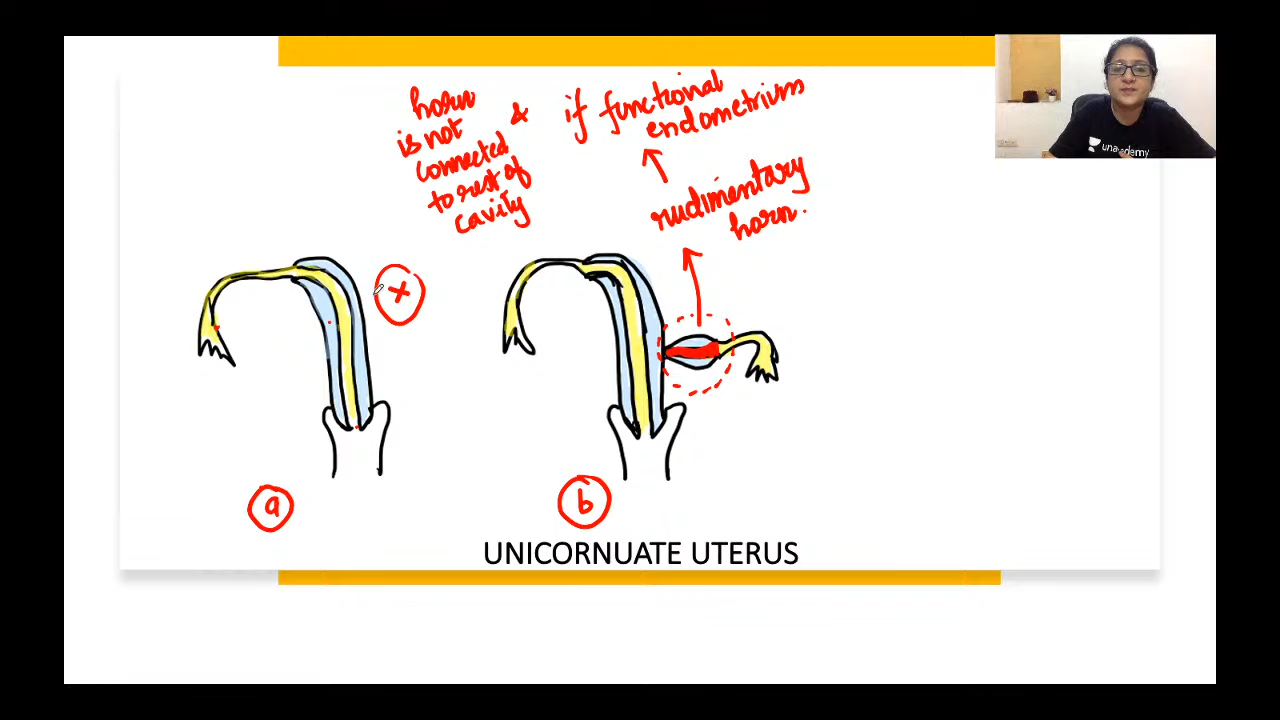 horn
is not
connected
to rest of
cavity
&
if functional
endometrium
rudimentary
horn.
unacademy
a
b
UNICORNUATE UTERUS